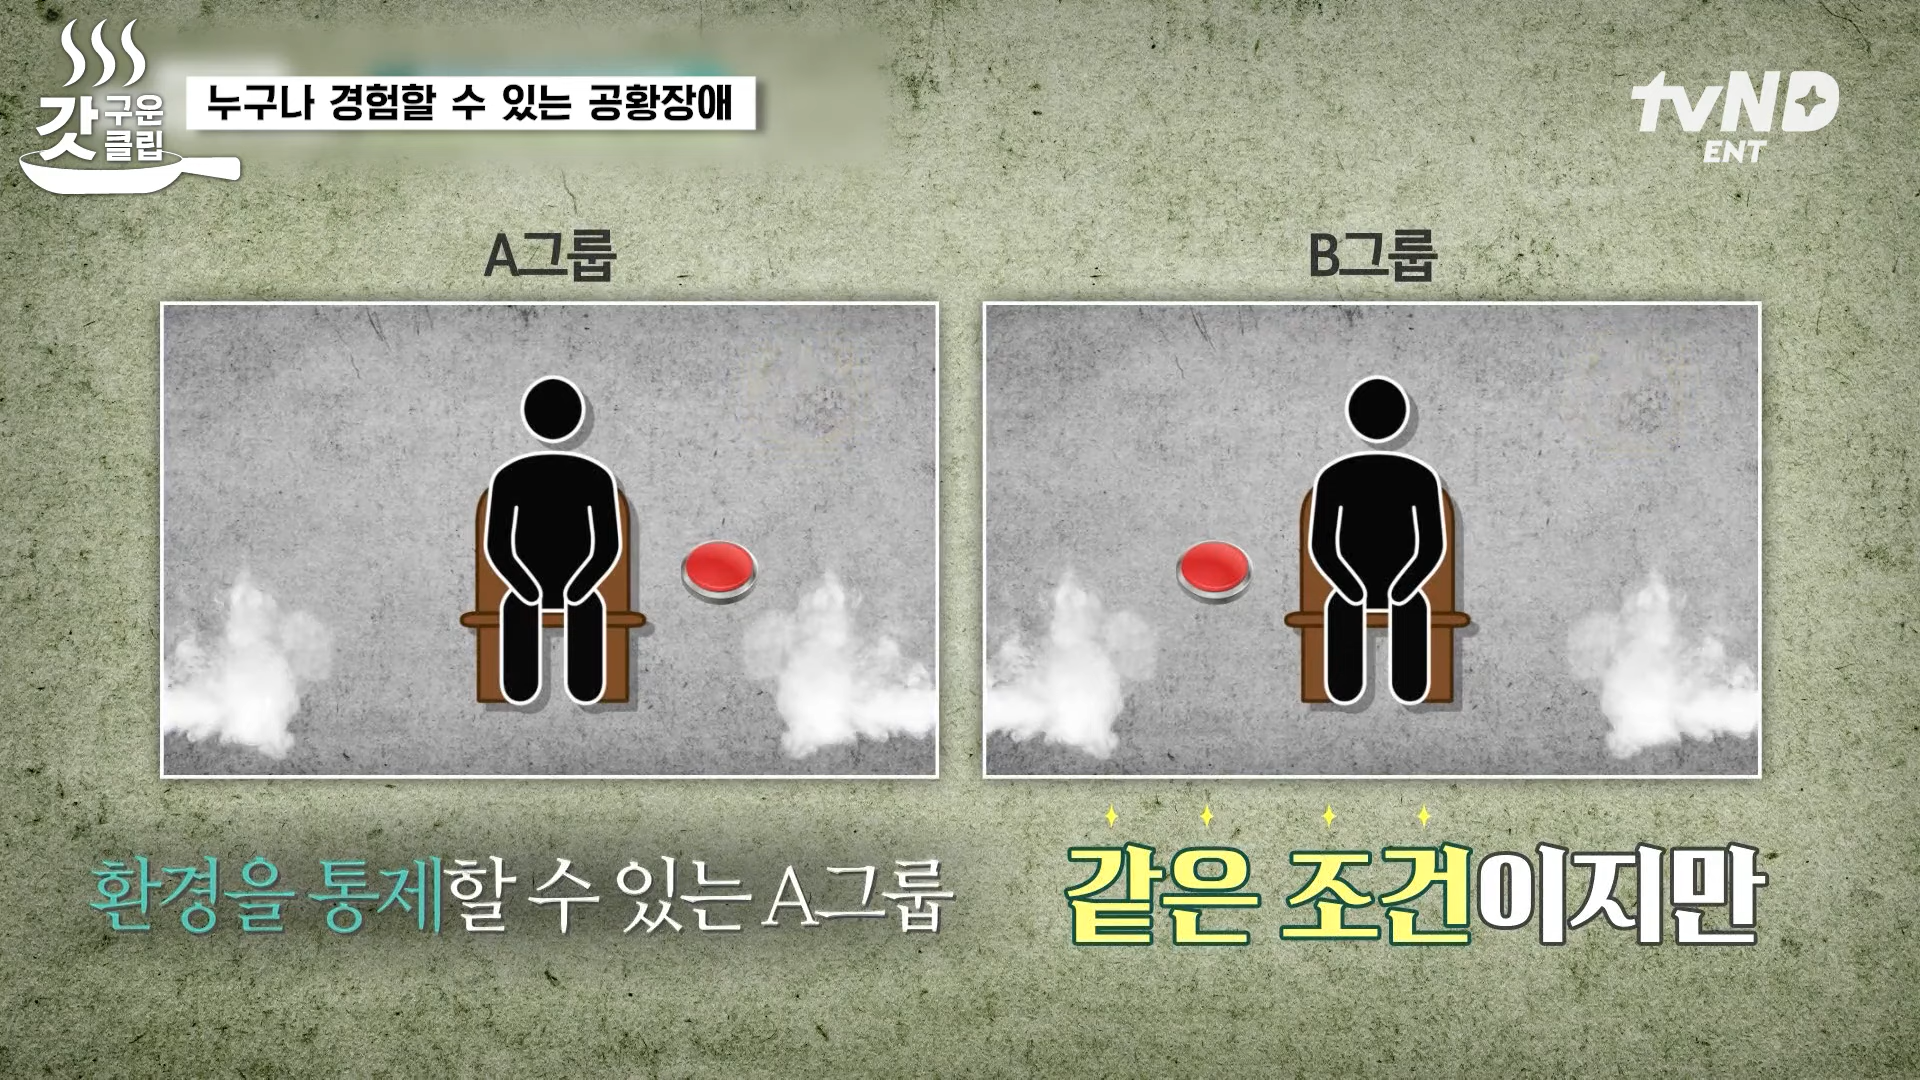 갓구운클립
누구나 경험할 수 있는 공황장애
tvND
ENT
A그룹
B그룹
환경을 통제할 수 있는 A그룹
같은 조건이지만